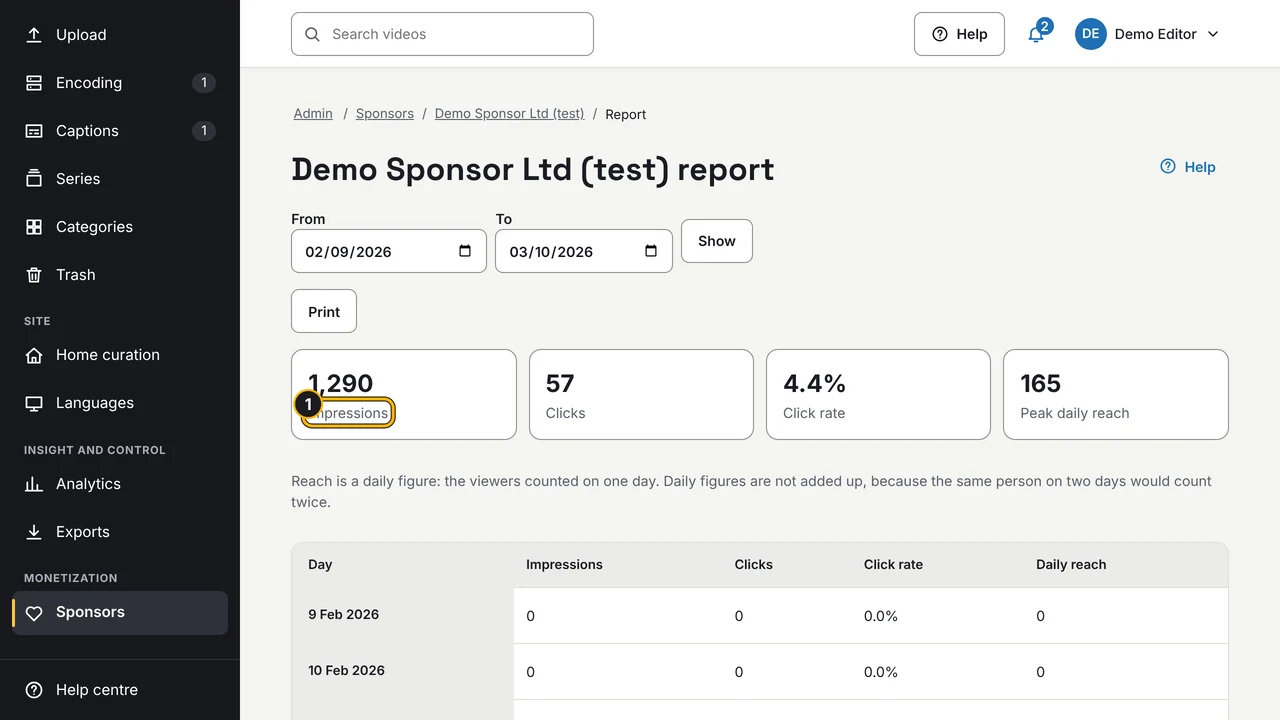 Upload
Encoding 1
Captions 1
Series
Categories
Trash
SITE
Home curation
Languages
INSIGHT AND CONTROL
Analytics
Exports
MONETIZATION
Sponsors
Help centre
Search videos
Help
2
DE Demo Editor
Admin / Sponsors / Demo Sponsor Ltd (test) / Report
Demo Sponsor Ltd (test) report
Help
From To
02/09/2026 03/10/2026 Show
Print
1,290 57 4.4% 165
1 Clicks Click rate Peak daily reach
Reach is a daily figure: the viewers counted on one day. Daily figures are not added up, because the same person on two days would count
twice.
Day Impressions Clicks Click rate Daily reach
9 Feb 2026 0 0 0.0% 0
10 Feb 2026 0 0 0.0% 0